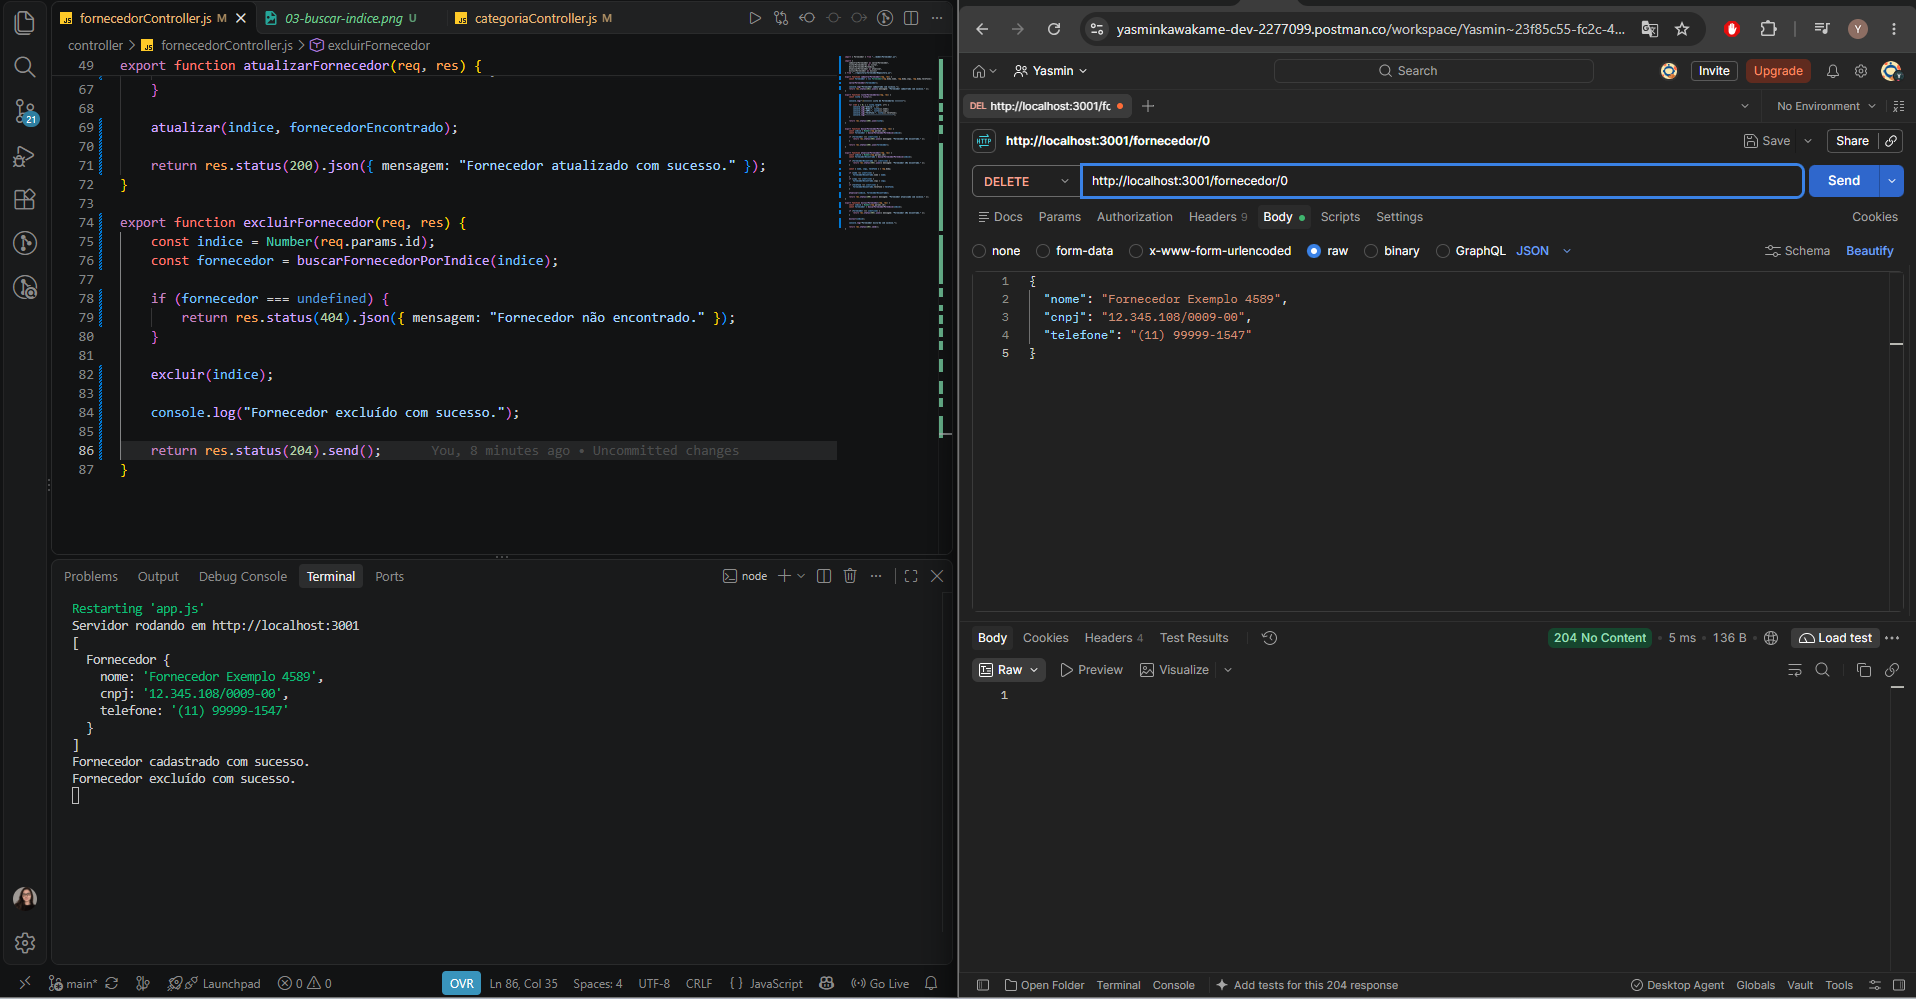 fornecedorController.js M
03-buscar-indice.png U
categoriaController.js M
controller > fornecedorController.js > excluirFornecedor
49 export function atualizarFornecedor(req, res) {
67 }
68
69 atualizar(indice, fornecedorEncontrado);
70
71 return res.status(200).json({ mensagem: "Fornecedor atualizado com sucesso." });
72 }
73
74 export function excluirFornecedor(req, res) {
75 const indice = Number(req.params.id);
76 const fornecedor = buscarFornecedorPorIndice(indice);
77
78 if (fornecedor === undefined) {
79 return res.status(404).json({ mensagem: "Fornecedor não encontrado." });
80 }
81
82 excluir(indice);
83
84 console.log("Fornecedor excluído com sucesso.");
85
86 return res.status(204).send(); You, 8 minutes ago • Uncommitted changes
87 }
21
Problems Output Debug Console Terminal Ports
node
Restarting 'app.js'
Servidor rodando em http://localhost:3001
[
Fornecedor {
nome: 'Fornecedor Exemplo 4589',
cnpj: '12.345.108/0009-00',
telefone: '(11) 99999-1547'
}
]
Fornecedor cadastrado com sucesso.
Fornecedor excluído com sucesso.
main* Launchpad 0 0 OVR Ln 86, Col 35 Spaces: 4 UTF-8 CRLF { } JavaScript Go Live
yasminkawakame-dev-2277099.postman.co/workspace/Yasmin~23f85c55-fc2c-4...
Y
Yasmin
Search
Invite
Upgrade
DEL http://localhost:3001/fc
No Environment
HTTP http://localhost:3001/fornecedor/0
Save
Share
DELETE
http://localhost:3001/fornecedor/0
Send
Docs Params Authorization Headers 9 Body Scripts Settings Cookies
none form-data x-www-form-urlencoded raw binary GraphQL JSON Schema Beautify
1 {
2 "nome": "Fornecedor Exemplo 4589",
3 "cnpj": "12.345.108/0009-00",
4 "telefone": "(11) 99999-1547"
5 }
Body Cookies Headers 4 Test Results
204 No Content • 5 ms • 136 B
Load test
Raw Preview Visualize
1
Open Folder Terminal Console Add tests for this 204 response Desktop Agent Globals Vault Tools